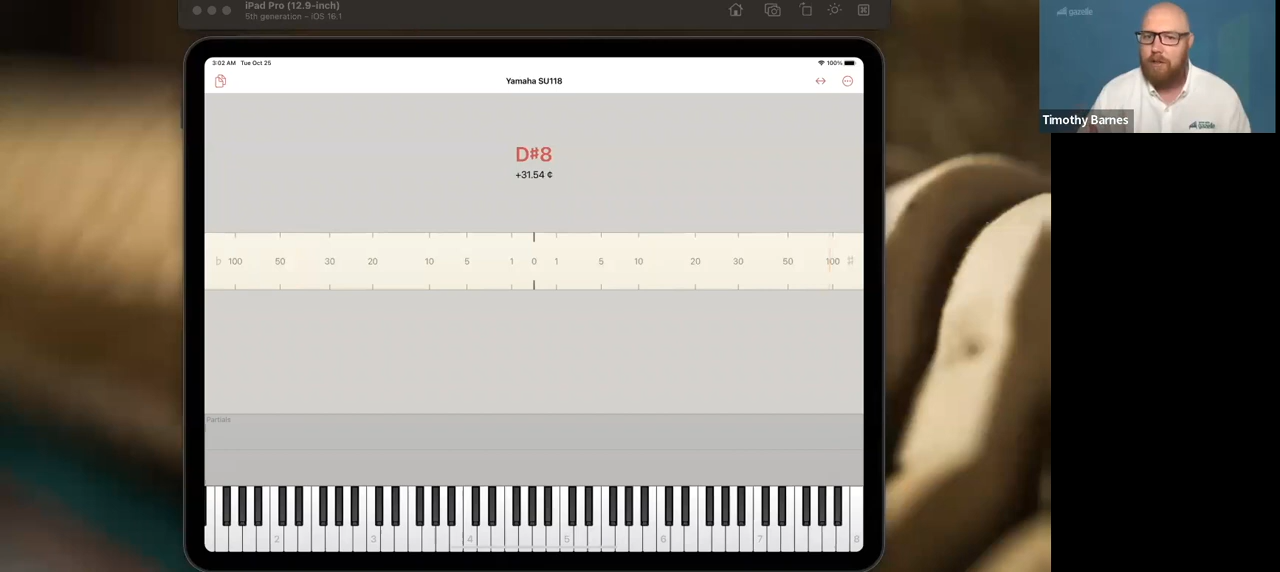 iPad Pro (12.9-inch)
5th generation – iOS 16.1
gazelle
3:02 AM Tue Oct 25
100%
Yamaha SU118
Timothy Barnes
gazelle
D#8
+31.54 ¢
♭ 100 50 30 20 10 5 1 0 1 5 10 20 30 50 100 #
Partials
2 3 4 5 6 7 8